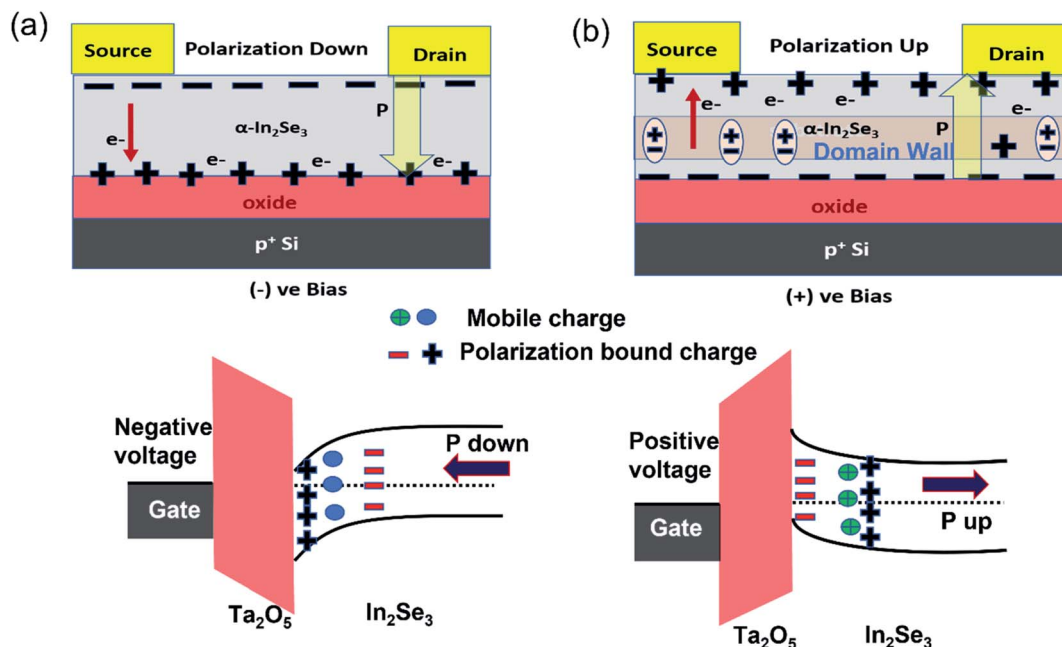 (a)
Source
Polarization Down
Drain
P
e-
α-In₂Se₃
e-
e-
e-
e-
oxide
p⁺ Si
(-) ve Bias
(b)
Source
Polarization Up
Drain
e-
e-
e-
e-
e-
α-In₂Se₃
P
Domain Wall
oxide
p⁺ Si
(+) ve Bias
Mobile charge
Polarization bound charge
Negative
voltage
Gate
P down
Ta₂O₅
In₂Se₃
Positive
voltage
Gate
P up
Ta₂O₅
In₂Se₃